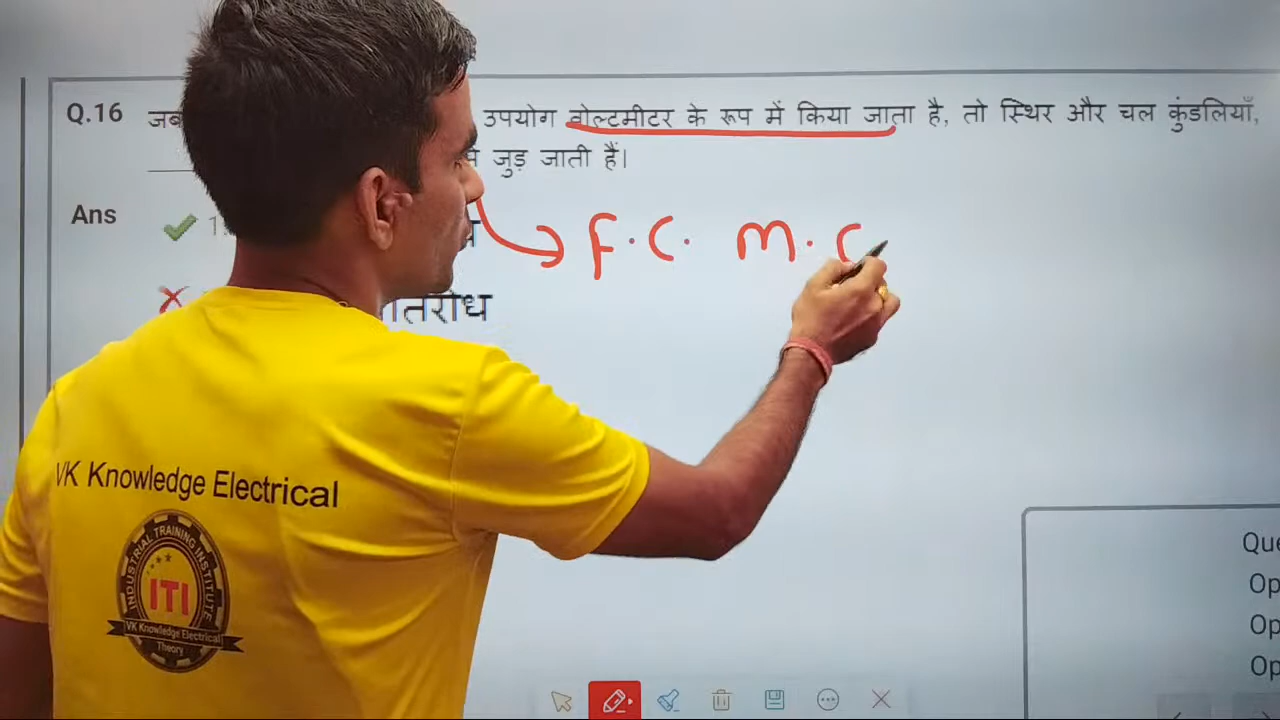 Q.16 जब उपयोग वोल्टमीटर के रूप में किया जाता है, तो स्थिर और चल कुंडलियाँ,
जुड़ जाती हैं।
Ans
1.
F.C. M.C
VK Knowledge Electrical
INDUSTRIAL TRAINING INSTITUTE
ITI
VK Knowledge Electrical
Theory
Que
Op
Op
Op